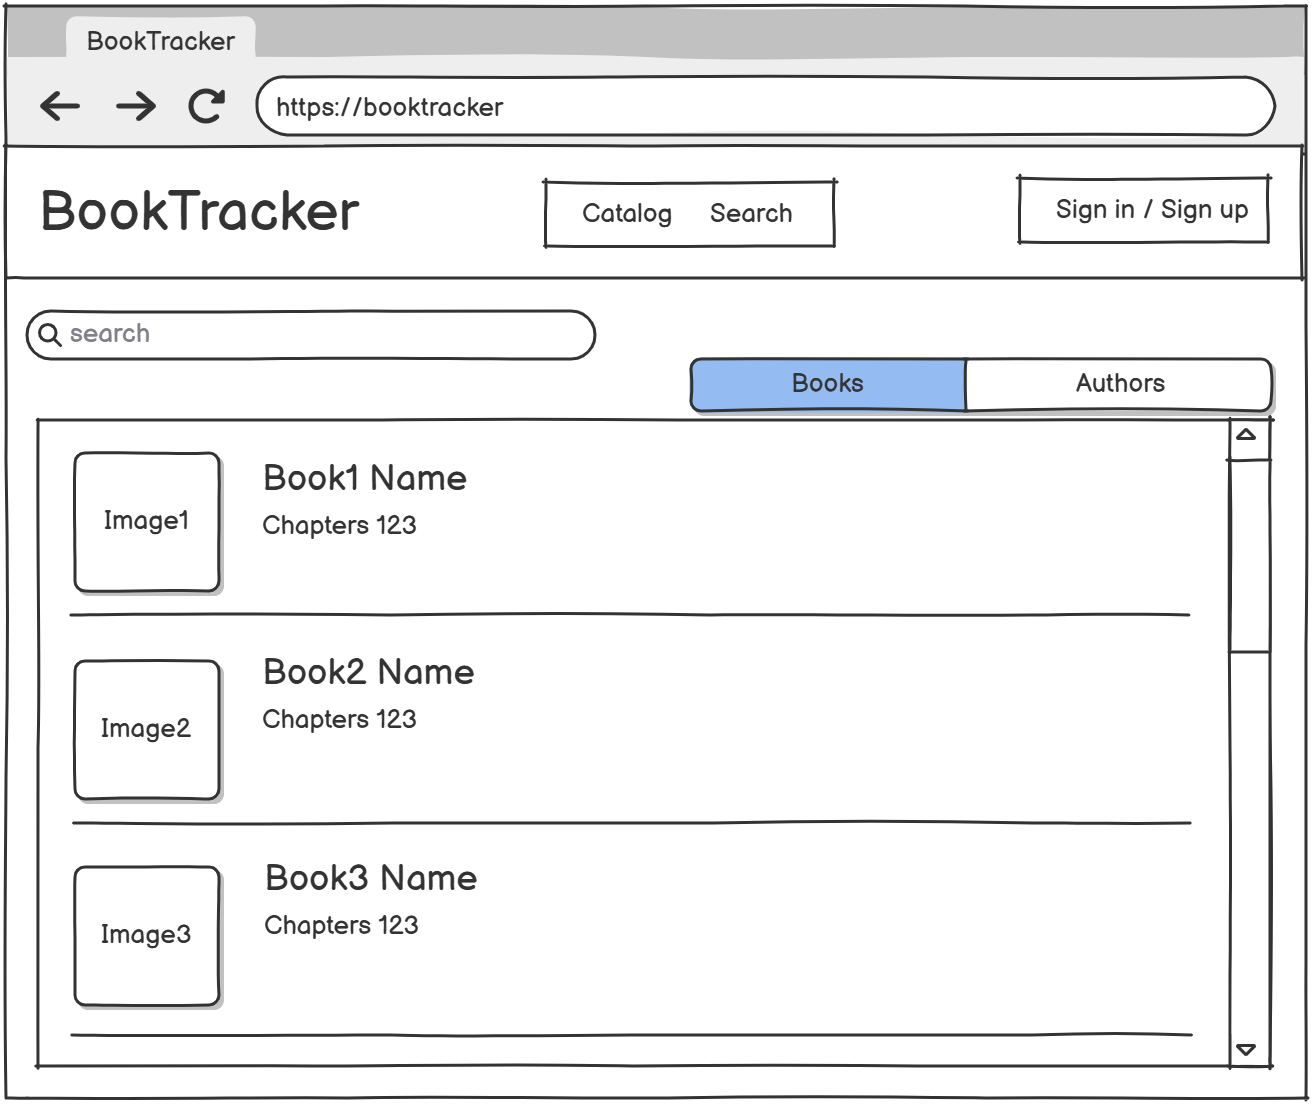 BookTracker
https://booktracker
BookTracker
Catalog Search
Sign in / Sign up
search
Books Authors
Image1
Book1 Name
Chapters 123
Image2
Book2 Name
Chapters 123
Image3
Book3 Name
Chapters 123